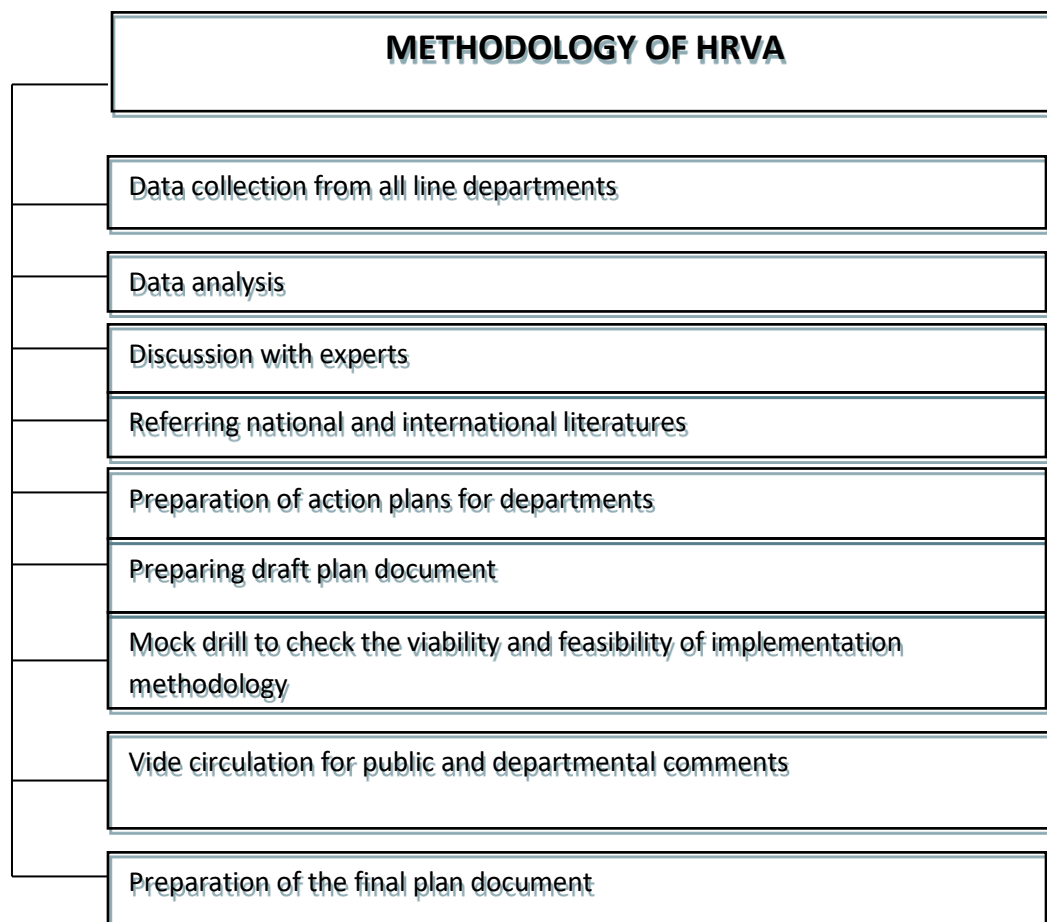 METHODOLOGY OF HRVA
Data collection from all line departments
Data analysis
Discussion with experts
Referring national and international literatures
Preparation of action plans for departments
Preparing draft plan document
Mock drill to check the viability and feasibility of implementation
methodology
Vide circulation for public and departmental comments
Preparation of the final plan document